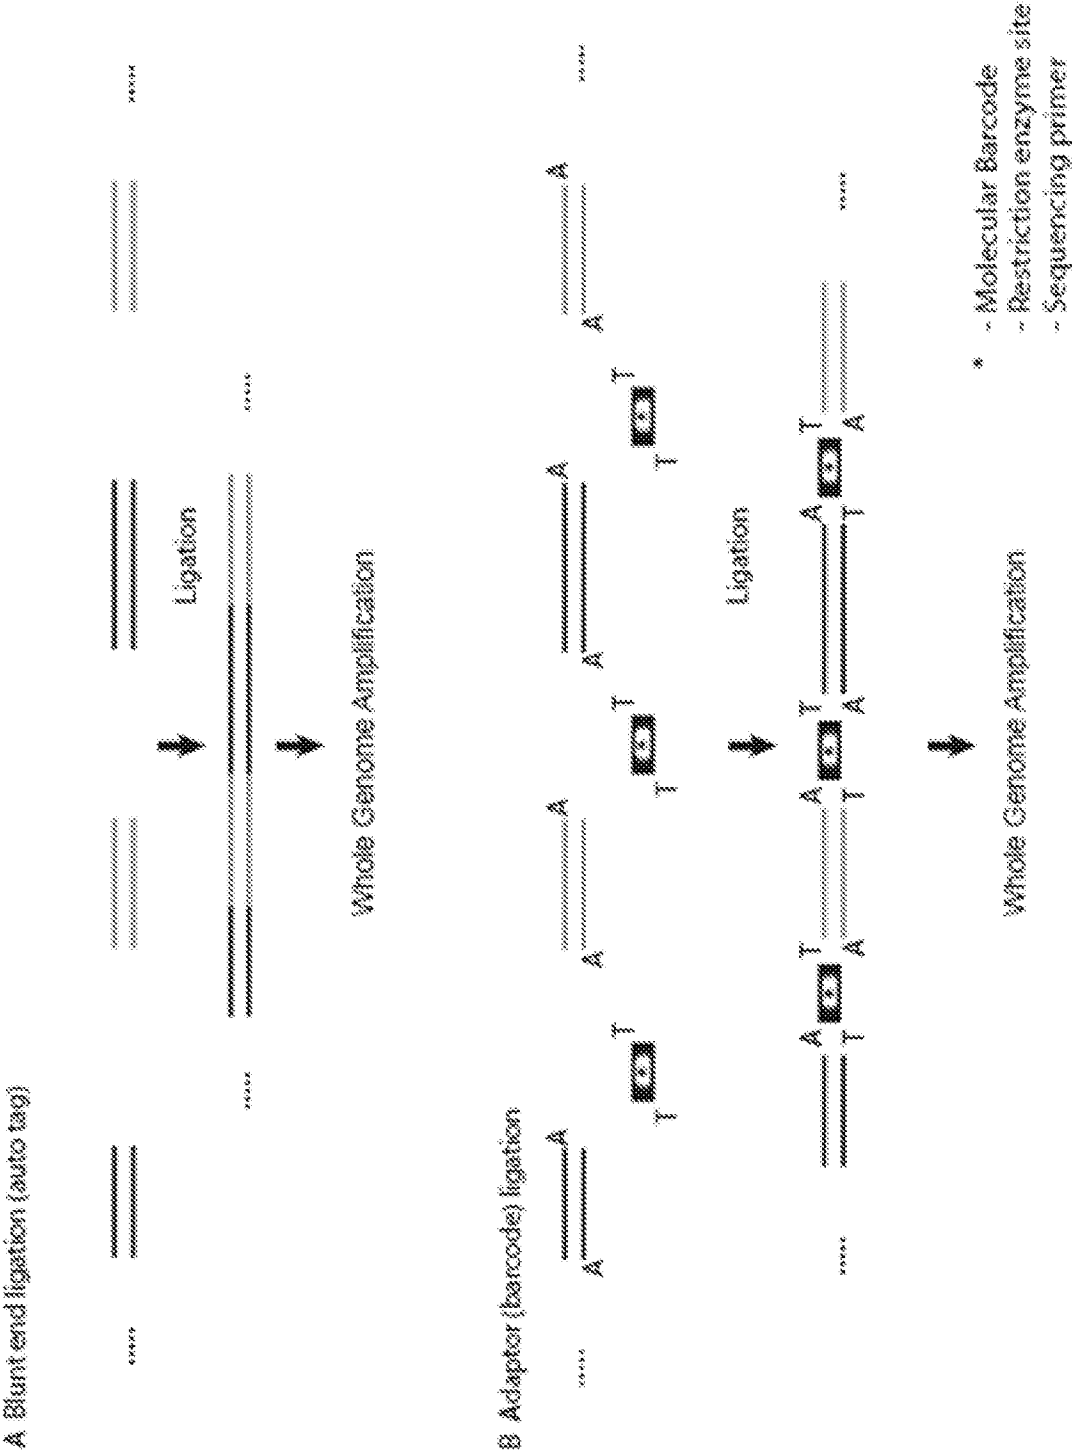 A Blunt end ligation (auto tag)
Ligation
Whole Genome Amplification
B Adaptor (barcode) ligation
A A A A
A A A A
T T T
T T T
Ligation
A T A T A T
T A T A T A
Whole Genome Amplification
* - Molecular Barcode
- Restriction enzyme site
- Sequencing primer